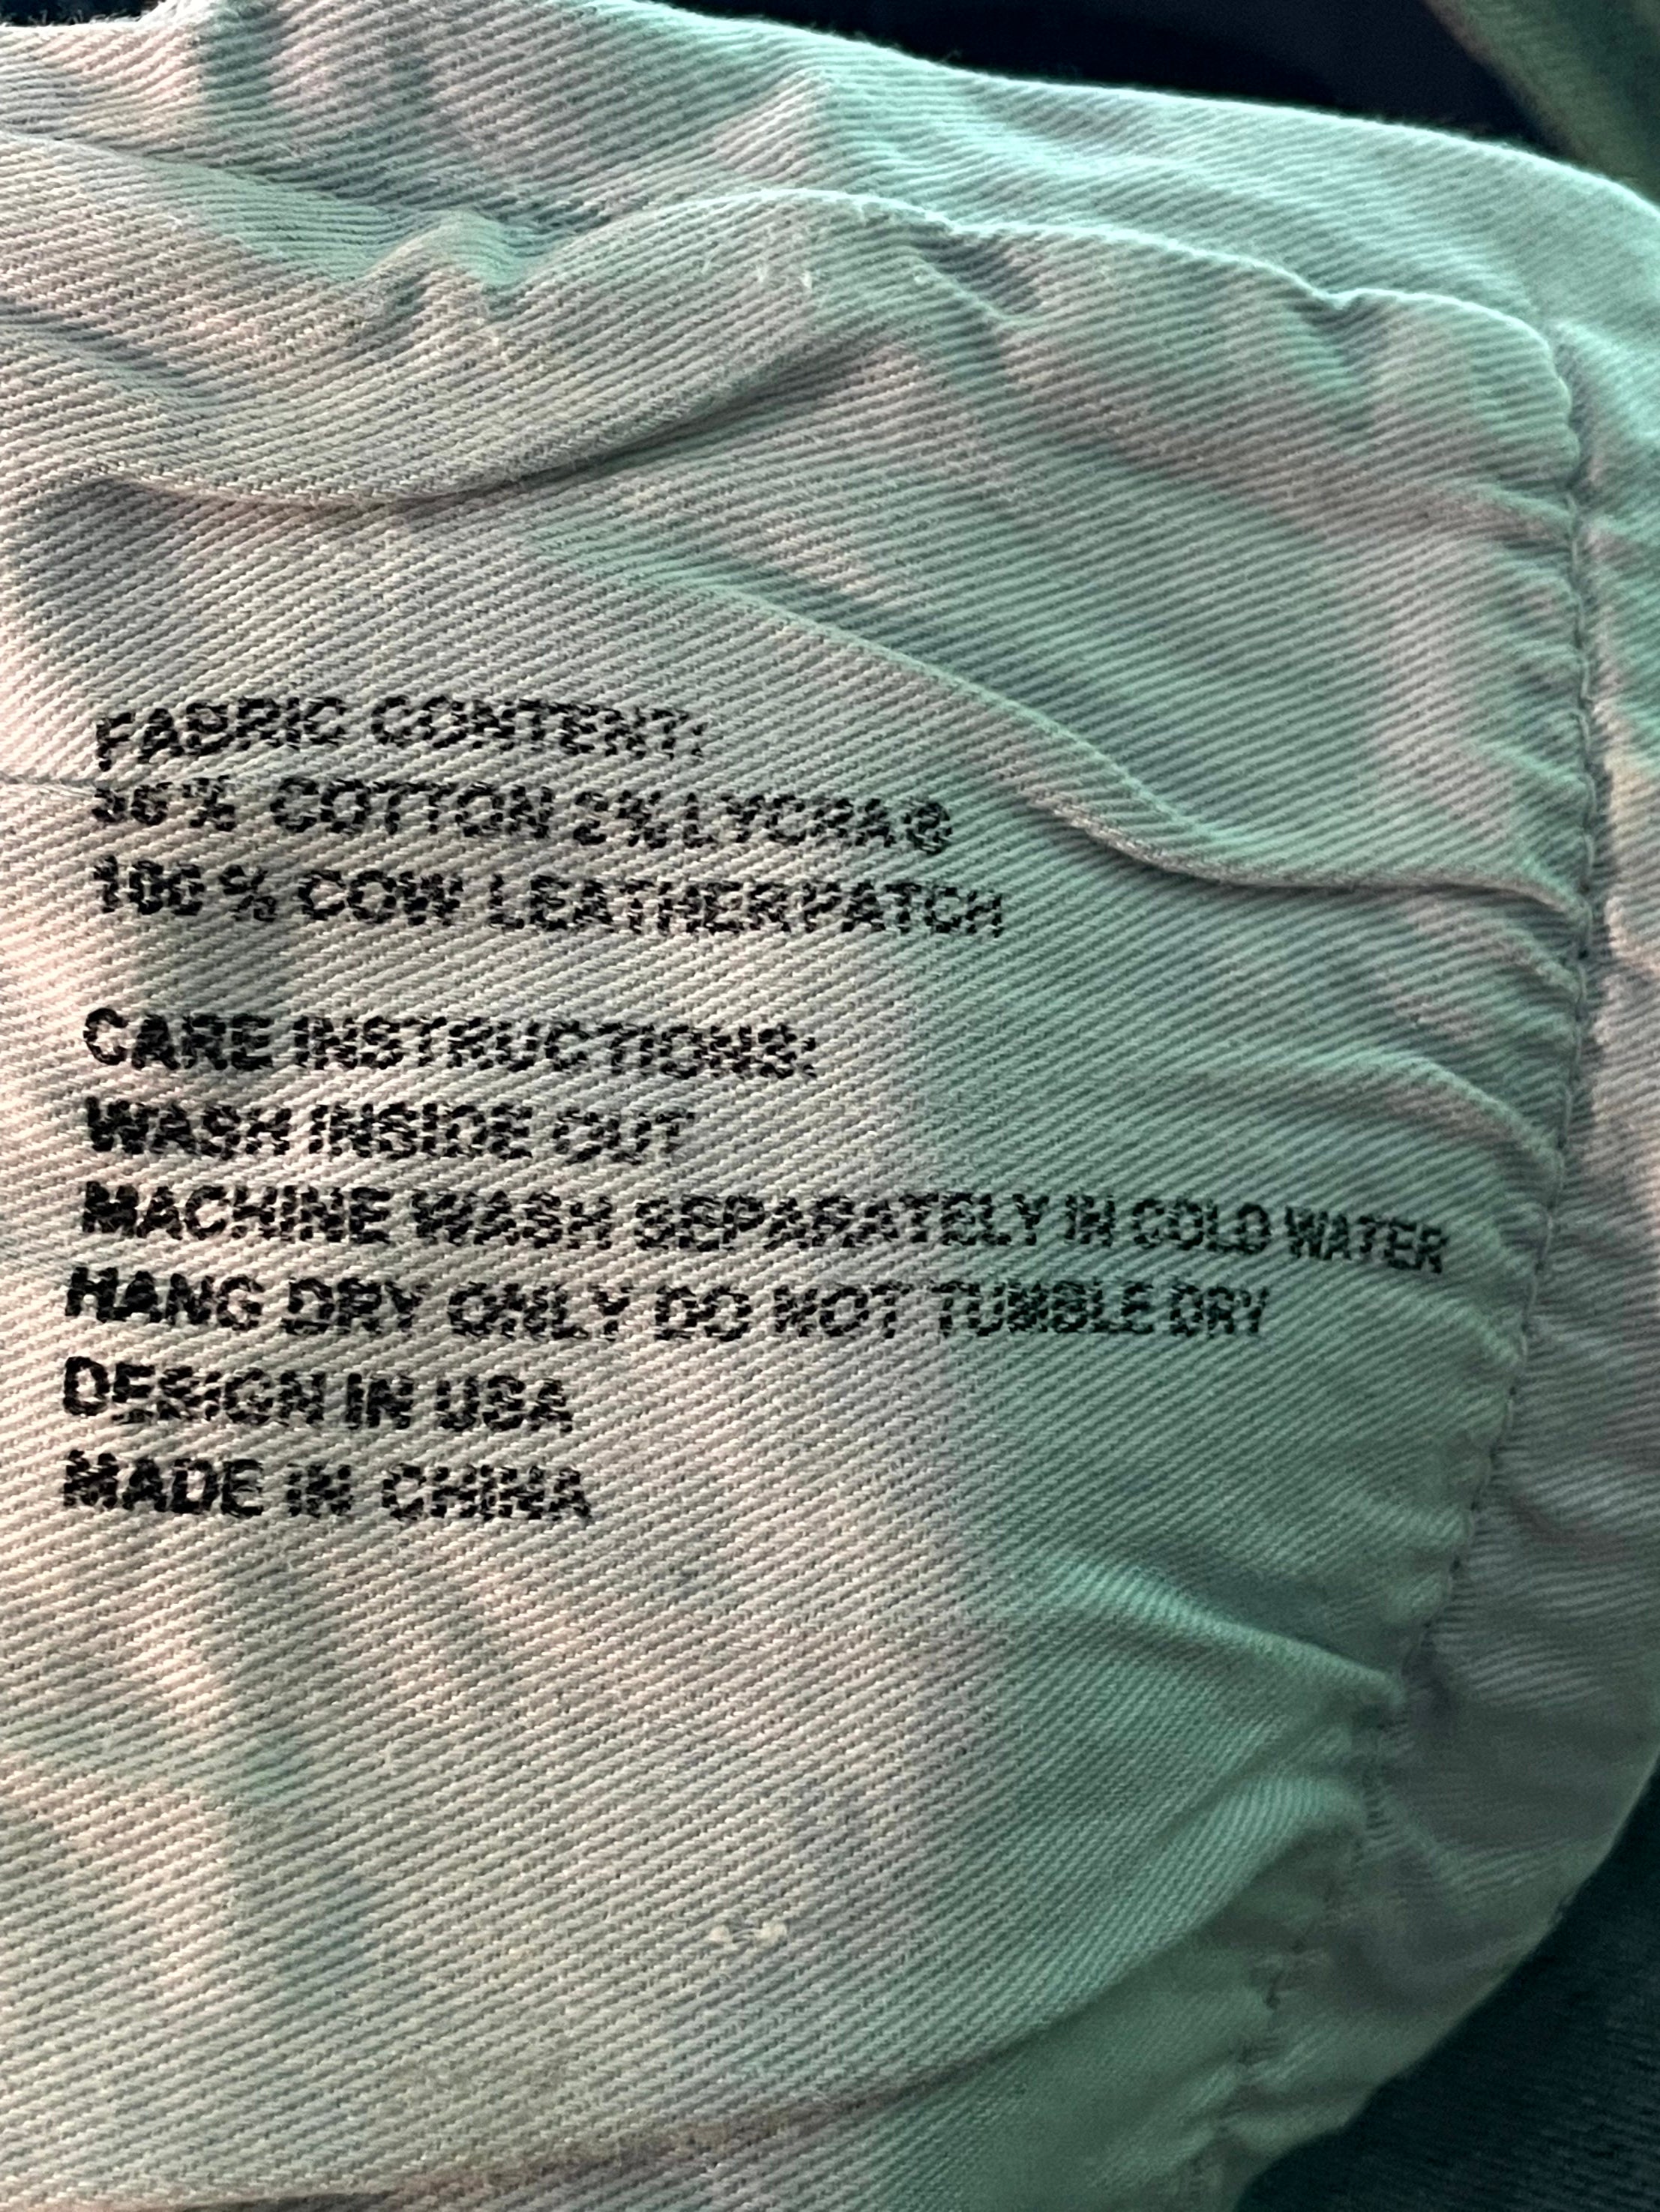 FABRIC CONTENT:
COTTON 2% LYCRA®
100% COW LEATHER PATCH
CARE INSTRUCTIONS:
WASH INSIDE OUT
MACHINE WASH SEPARATELY IN COLD WATER
HANG DRY ONLY DO NOT TUMBLE DRY
DESIGN IN USA
MADE IN CHINA